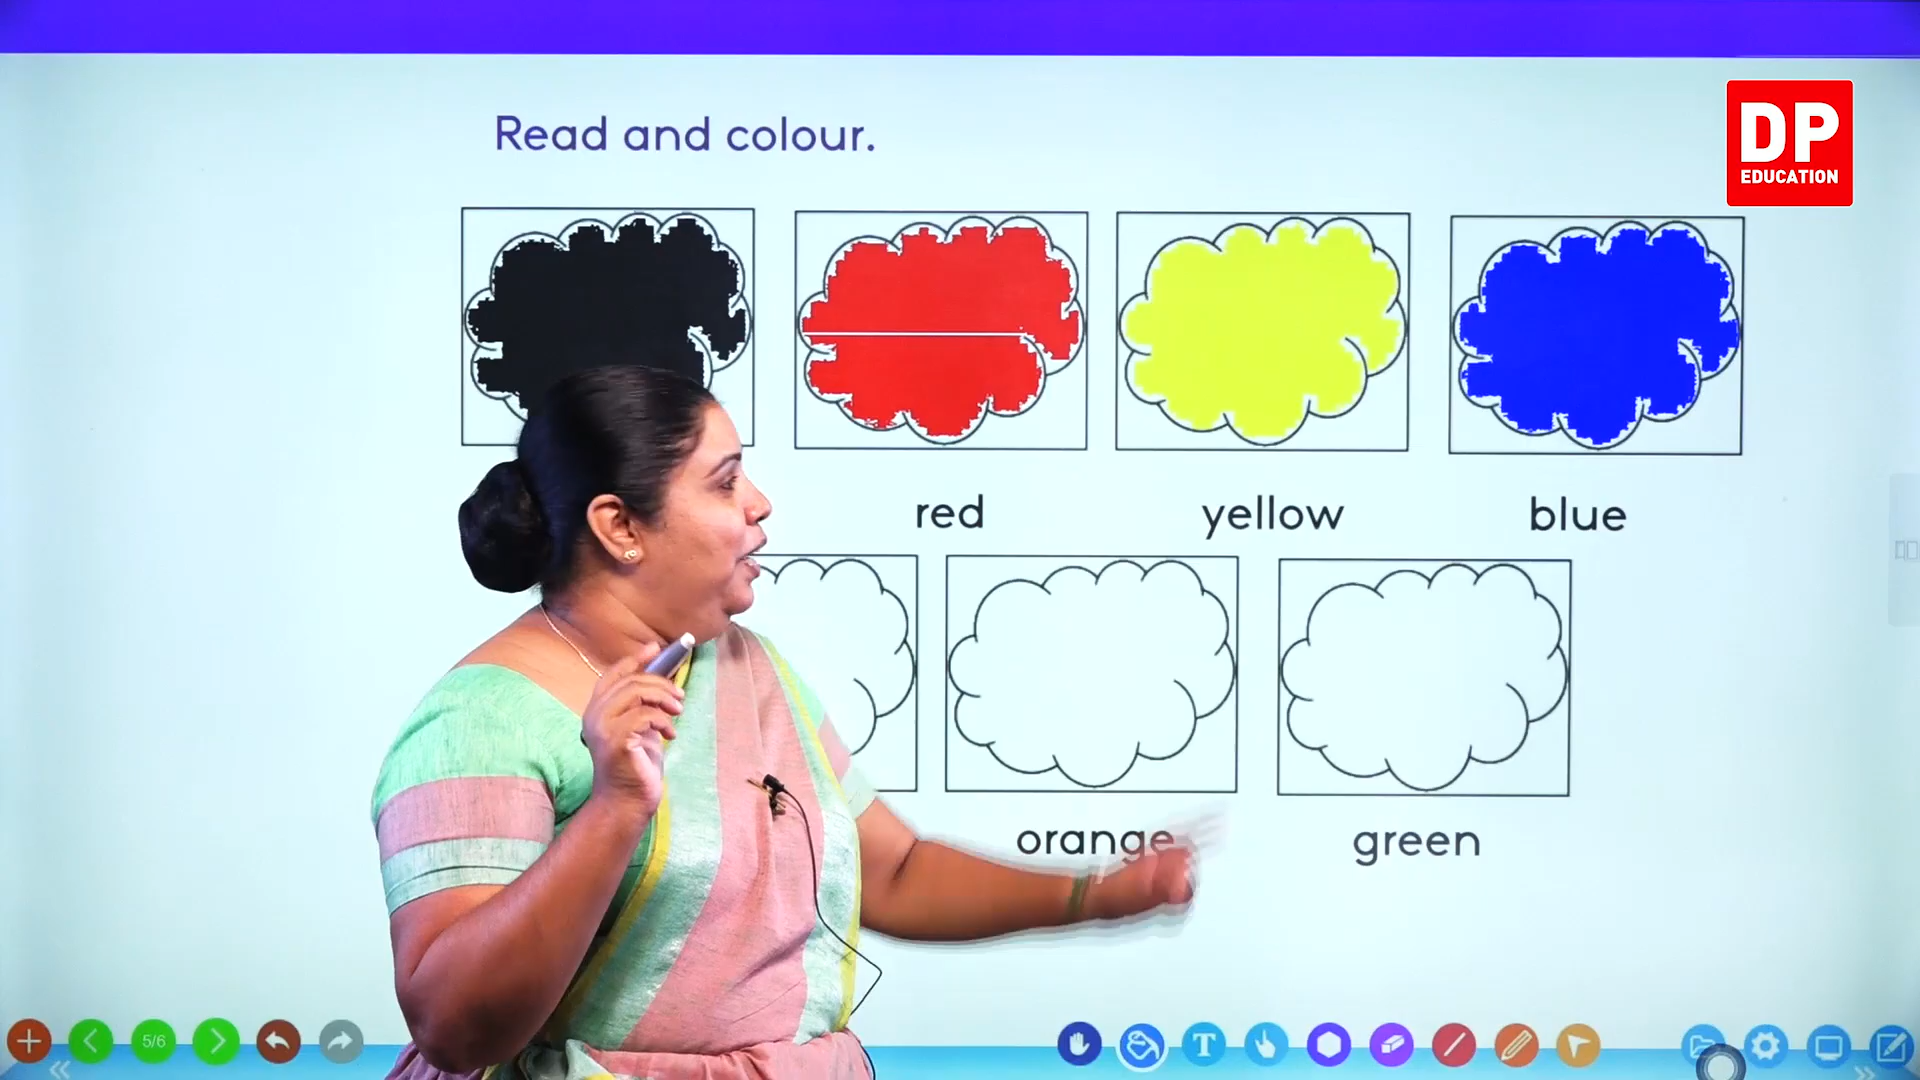 Read and colour.
DP
EDUCATION
red yellow blue
orange green
5/6
T